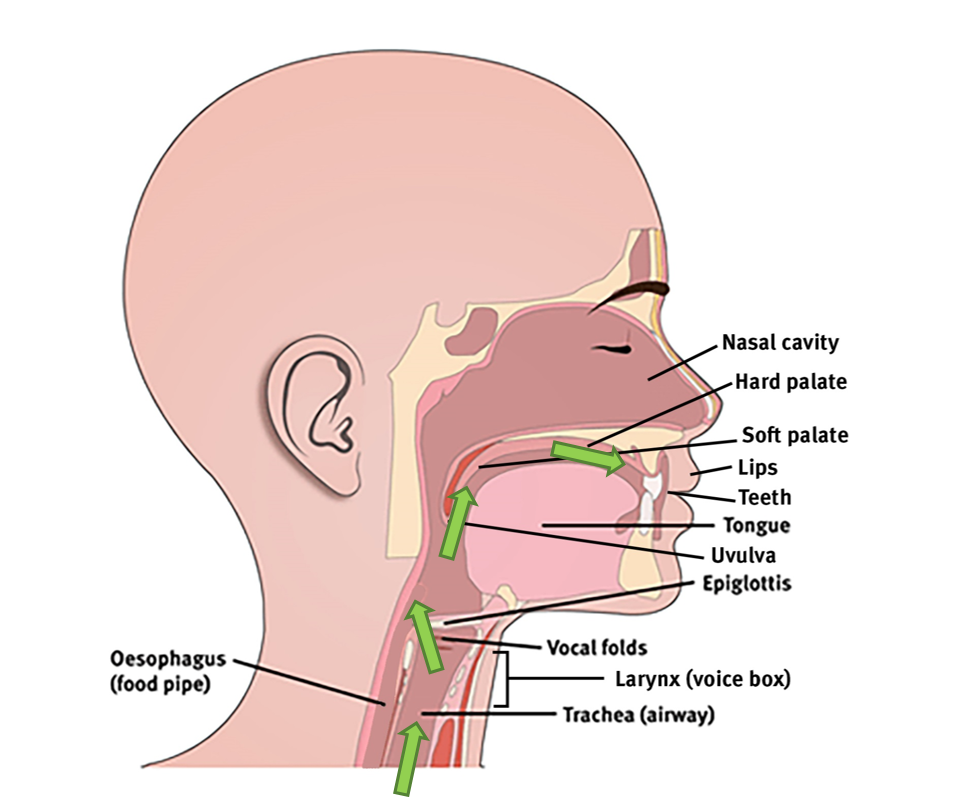 Nasal cavity
Hard palate
Soft palate
Lips
Teeth
Tongue
Uvulva
Epiglottis
Vocal folds
Oesophagus
(food pipe)
Larynx (voice box)
Trachea (airway)